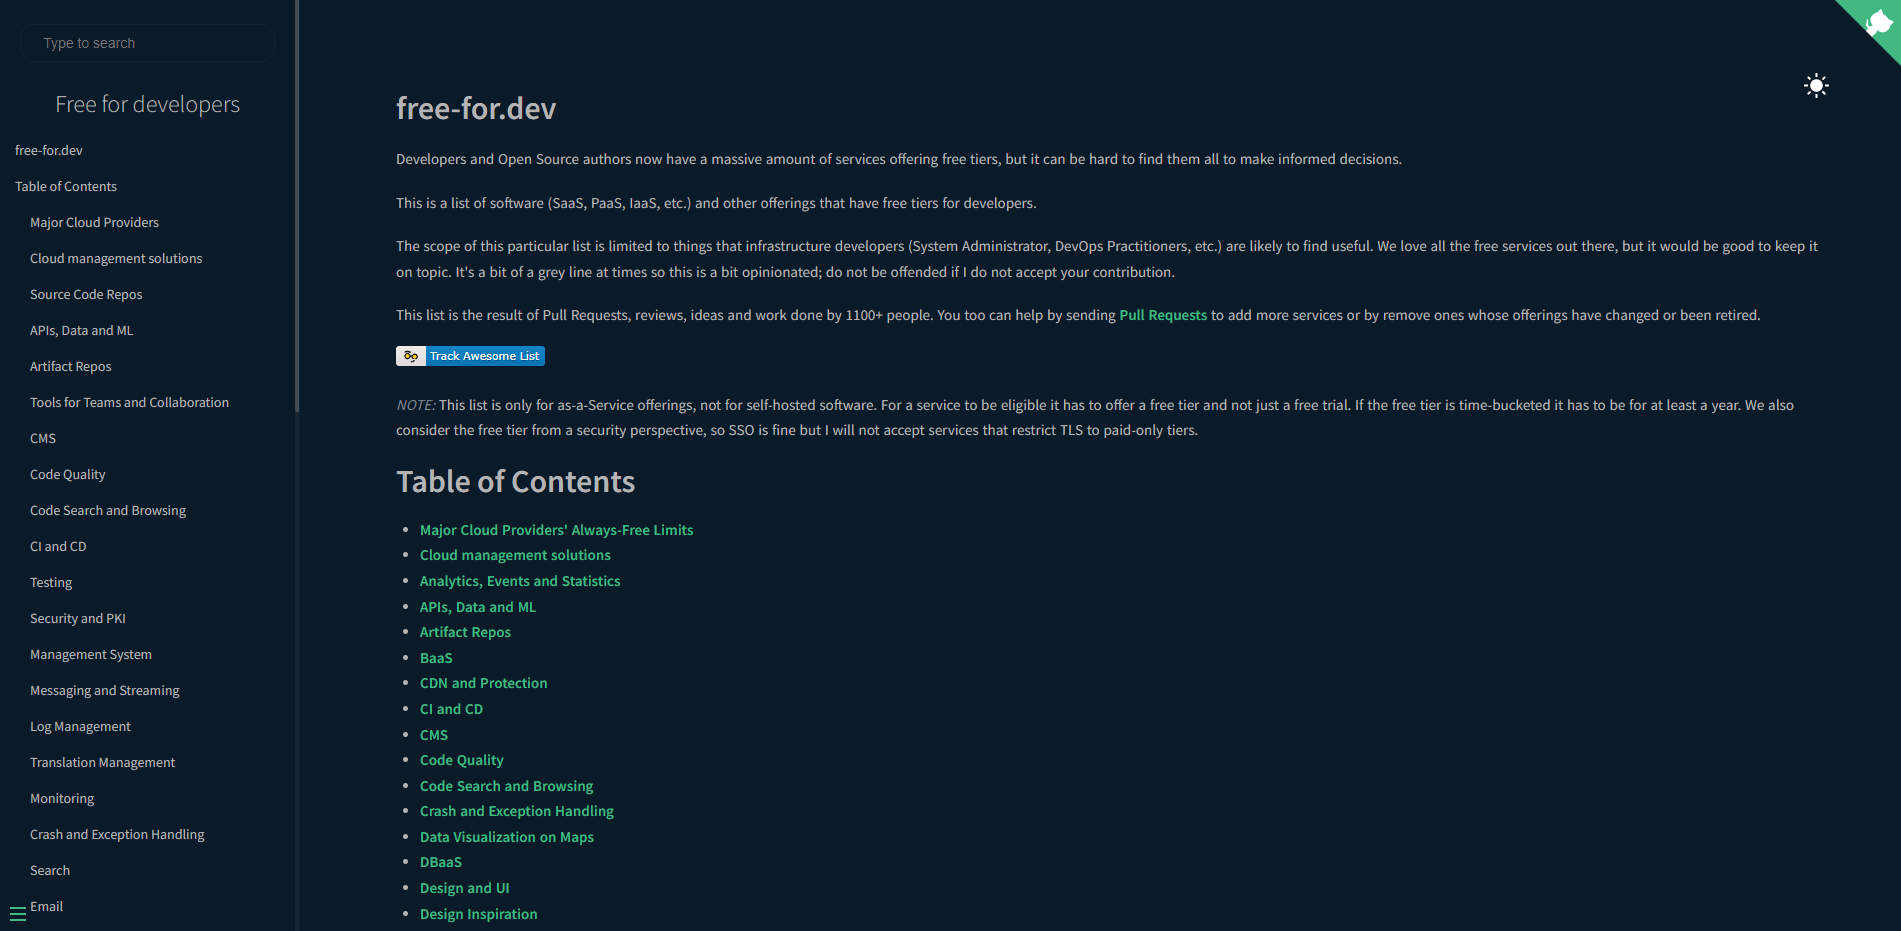 Type to search
Free for developers
free-for.dev
Table of Contents
Major Cloud Providers
Cloud management solutions
Source Code Repos
APIs, Data and ML
Artifact Repos
Tools for Teams and Collaboration
CMS
Code Quality
Code Search and Browsing
CI and CD
Testing
Security and PKI
Management System
Messaging and Streaming
Log Management
Translation Management
Monitoring
Crash and Exception Handling
Search
Email
free-for.dev
Developers and Open Source authors now have a massive amount of services offering free tiers, but it can be hard to find them all to make informed decisions.
This is a list of software (SaaS, PaaS, IaaS, etc.) and other offerings that have free tiers for developers.
The scope of this particular list is limited to things that infrastructure developers (System Administrator, DevOps Practitioners, etc.) are likely to find useful. We love all the free services out there, but it would be good to keep it
on topic. It's a bit of a grey line at times so this is a bit opinionated; do not be offended if I do not accept your contribution.
This list is the result of Pull Requests, reviews, ideas and work done by 1100+ people. You too can help by sending Pull Requests to add more services or by remove ones whose offerings have changed or been retired.
Track Awesome List
NOTE: This list is only for as-a-Service offerings, not for self-hosted software. For a service to be eligible it has to offer a free tier and not just a free trial. If the free tier is time-bucketed it has to be for at least a year. We also
consider the free tier from a security perspective, so SSO is fine but I will not accept services that restrict TLS to paid-only tiers.
Table of Contents
• Major Cloud Providers' Always-Free Limits
• Cloud management solutions
• Analytics, Events and Statistics
• APIs, Data and ML
• Artifact Repos
• BaaS
• CDN and Protection
• CI and CD
• CMS
• Code Quality
• Code Search and Browsing
• Crash and Exception Handling
• Data Visualization on Maps
• DBaaS
• Design and UI
• Design Inspiration